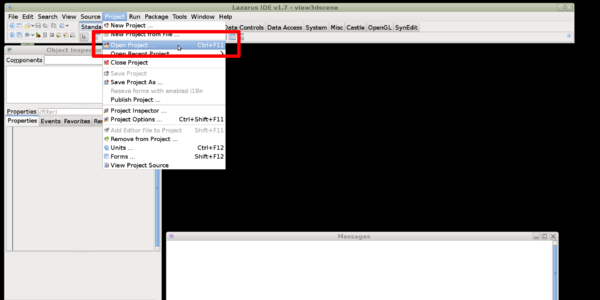 Lazarus IDE v1.7 - view3dscene
File Edit Search View Source Project Run Package Tools Window Help
Data Controls Data Access System Misc Castle OpenGL SynEdit
New Project ...
New Project from File ...
Open Project ... Ctrl+F11
Open Recent Project
Close Project
Save Project
Save Project As ...
Resave forms with enabled i18n
Publish Project ...
Project Inspector ...
Project Options ... Ctrl+Shift+F11
Add Editor File to Project Shift+F11
Remove from Project ...
Units ... Ctrl+F12
Forms ... Shift+F12
View Project Source
Components
Properties (filter)
Properties Events Favorites
Messages